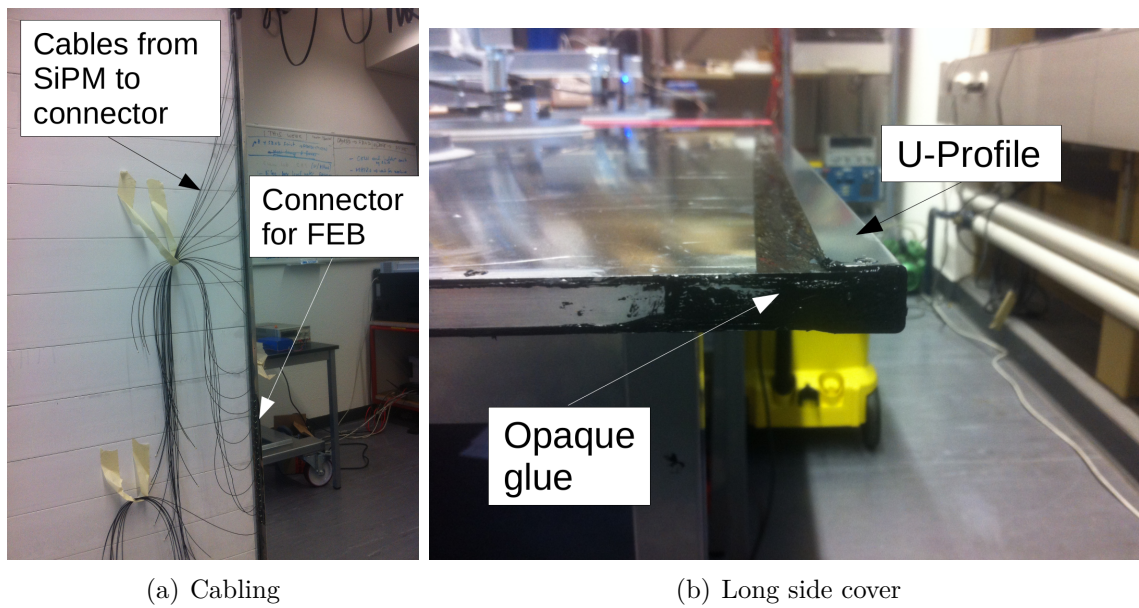 Cables from
SiPM to
connector
Connector
for FEB
U-Profile
Opaque
glue
(a) Cabling
(b) Long side cover